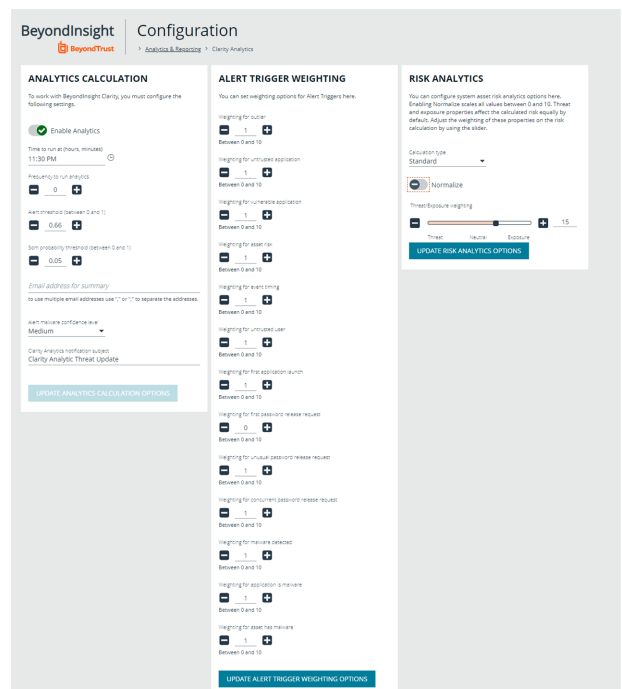 BeyondInsight
BeyondTrust
Configuration
› Analytics & Reporting › Clarity Analytics
ANALYTICS CALCULATION
To work with BeyondInsight Clarity, you must configure the
following settings.
Enable Analytics
Time to run at (hours, minutes)
11:30 PM
Frequency to run analytics
0
Alert threshold (between 0 and 1)
0.66
Som probability threshold (between 0 and 1)
0.05
Email address for summary
to use multiple email addresses use "," or ";" to separate the addresses.
Alert malware confidence level
Medium
Clarity Analytics notification subject
Clarity Analytic Threat Update
UPDATE ANALYTICS CALCULATION OPTIONS
ALERT TRIGGER WEIGHTING
You can set weighting options for Alert Triggers here.
Weighting for outlier
1
Between 0 and 10
Weighting for untrusted application
1
Between 0 and 10
Weighting for vulnerable application
1
Between 0 and 10
Weighting for asset risk
1
Between 0 and 10
Weighting for event timing
1
Between 0 and 10
Weighting for untrusted user
1
Between 0 and 10
Weighting for first application launch
1
Between 0 and 10
Weighting for first password release request
0
Between 0 and 10
Weighting for unusual password release request
1
Between 0 and 10
Weighting for concurrent password release request
1
Between 0 and 10
Weighting for malware detected
1
Between 0 and 10
Weighting for application is malware
1
Between 0 and 10
Weighting for asset has malware
1
Between 0 and 10
UPDATE ALERT TRIGGER WEIGHTING OPTIONS
RISK ANALYTICS
You can configure system asset risk analytics options here.
Enabling Normalize scales all values between 0 and 10. Threat
and exposure properties affect the calculated risk equally by
default. Adjust the weighting of these properties on the risk
calculation by using the slider.
Calculation type
Standard
Normalize
Threat/Exposure weighting
15
Threat Neutral Exposure
UPDATE RISK ANALYTICS OPTIONS